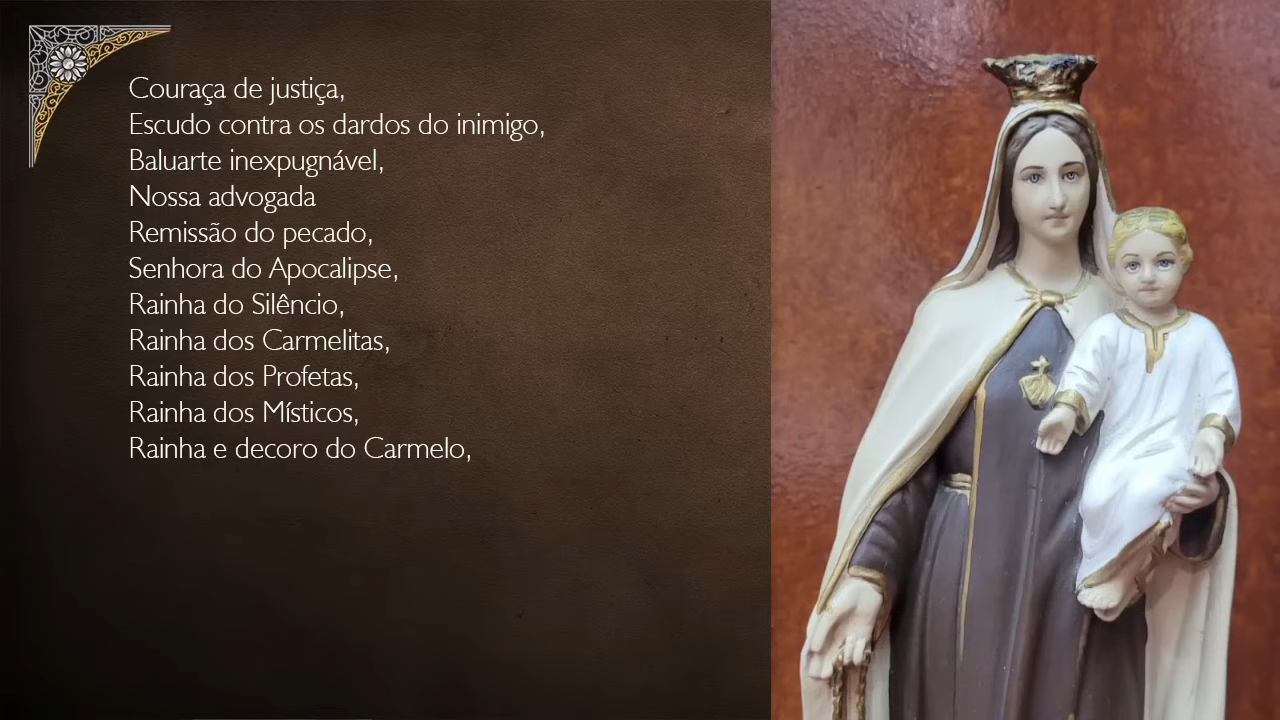 Couraça de justiça,
Escudo contra os dardos do inimigo,
Baluarte inexpugnável,
Nossa advogada
Remissão do pecado,
Senhora do Apocalipse,
Rainha do Silêncio,
Rainha dos Carmelitas,
Rainha dos Profetas,
Rainha dos Místicos,
Rainha e decoro do Carmelo,